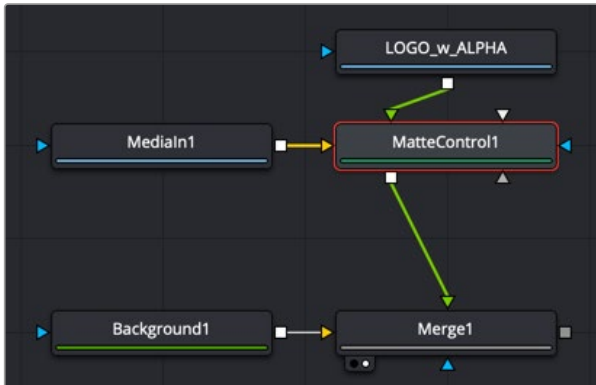 LOGO_w_ALPHA
MediaIn1
MatteControl1
Background1
Merge1